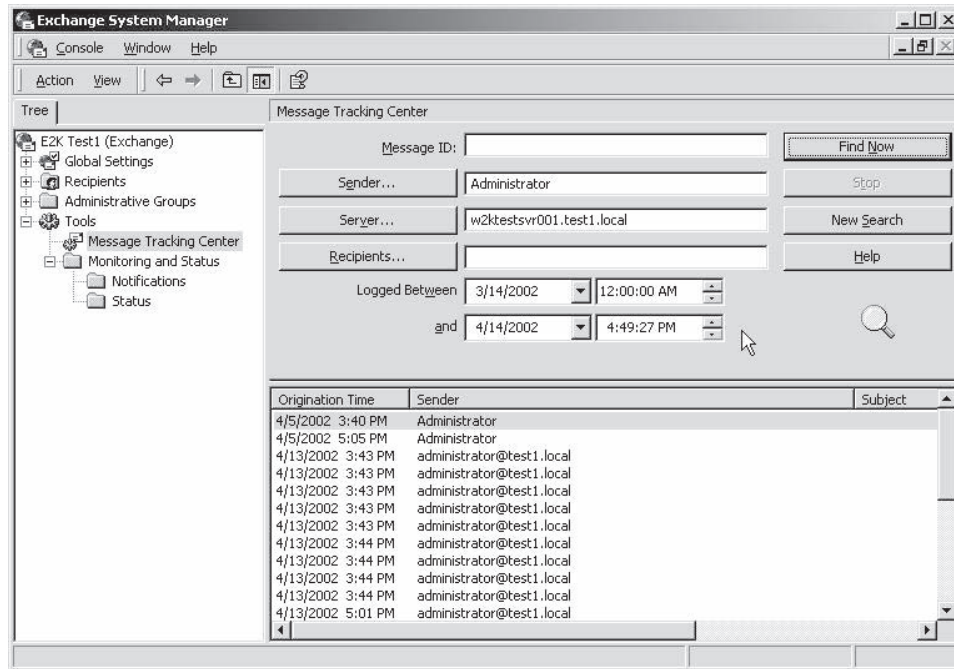 Exchange System Manager
Console Window Help
Action View
Tree
E2K Test1 (Exchange)
Global Settings
Recipients
Administrative Groups
Tools
Message Tracking Center
Monitoring and Status
Notifications
Status
Message Tracking Center
Message ID:
Find Now
Sender... Administrator
Stop
Server... w2ktestsvr001.test1.local
New Search
Recipients...
Help
Logged Between 3/14/2002 12:00:00 AM
and 4/14/2002 4:49:27 PM
Origination Time Sender Subject
4/5/2002 3:40 PM Administrator
4/5/2002 5:05 PM Administrator
4/13/2002 3:43 PM administrator@test1.local
4/13/2002 3:43 PM administrator@test1.local
4/13/2002 3:43 PM administrator@test1.local
4/13/2002 3:43 PM administrator@test1.local
4/13/2002 3:43 PM administrator@test1.local
4/13/2002 3:44 PM administrator@test1.local
4/13/2002 3:44 PM administrator@test1.local
4/13/2002 3:44 PM administrator@test1.local
4/13/2002 3:44 PM administrator@test1.local
4/13/2002 5:01 PM administrator@test1.local